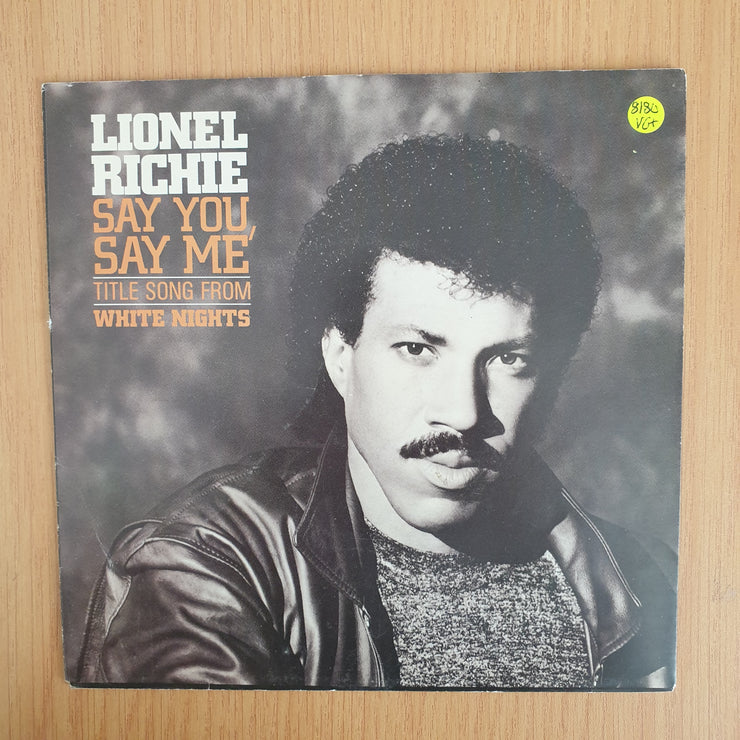 LIONEL
RICHIE
SAY YOU,
SAY ME
TITLE SONG FROM
WHITE NIGHTS
VG+